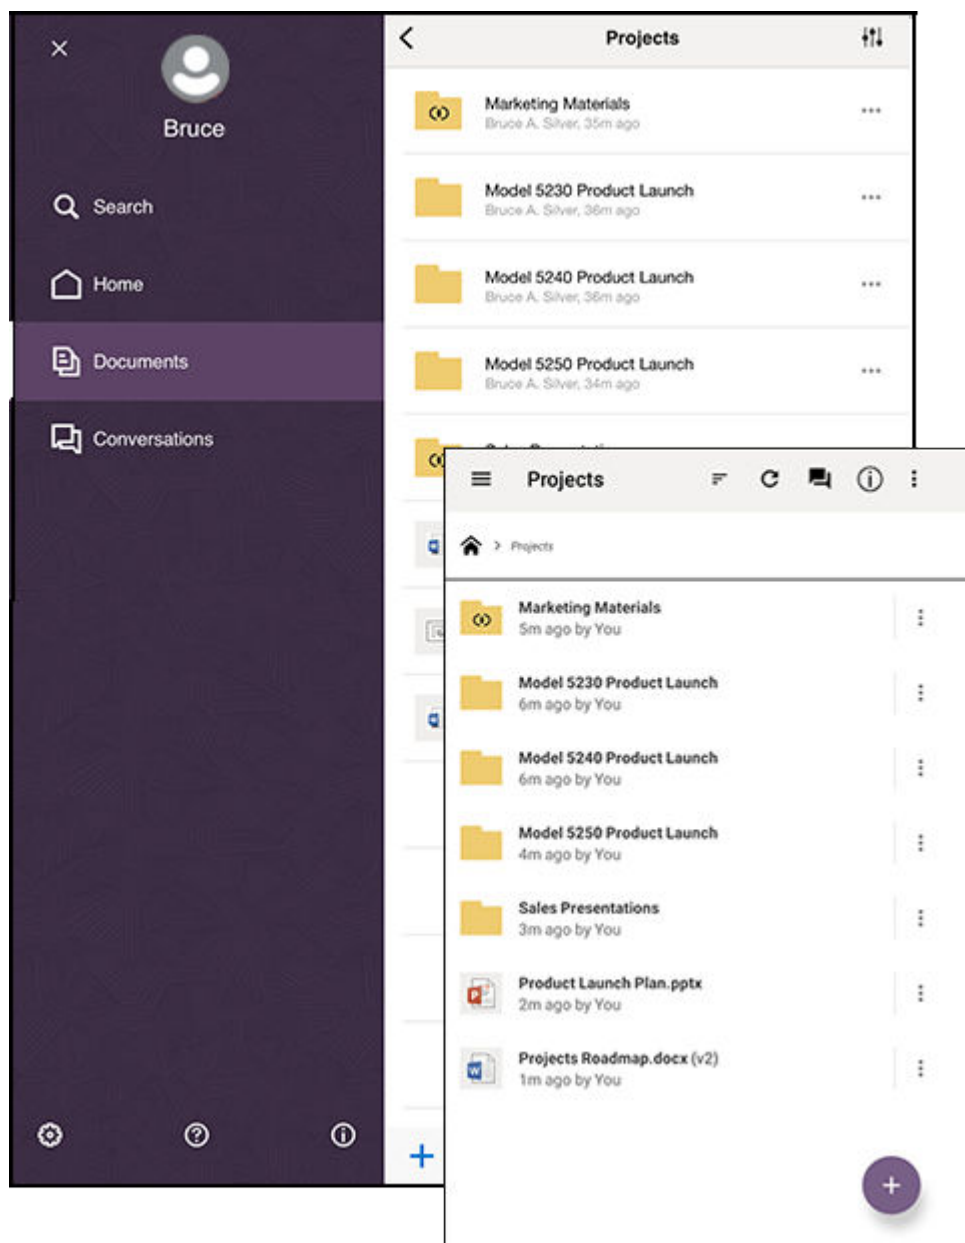 Bruce
Search
Home
Documents
Conversations
Projects
Marketing Materials
Bruce A. Silver, 35m ago
Model 5230 Product Launch
Bruce A. Silver, 36m ago
Model 5240 Product Launch
Bruce A. Silver, 36m ago
Model 5250 Product Launch
Bruce A. Silver, 34m ago
Projects
Projects
Marketing Materials
5m ago by You
Model 5230 Product Launch
6m ago by You
Model 5240 Product Launch
6m ago by You
Model 5250 Product Launch
4m ago by You
Sales Presentations
3m ago by You
Product Launch Plan.pptx
2m ago by You
Projects Roadmap.docx (v2)
1m ago by You